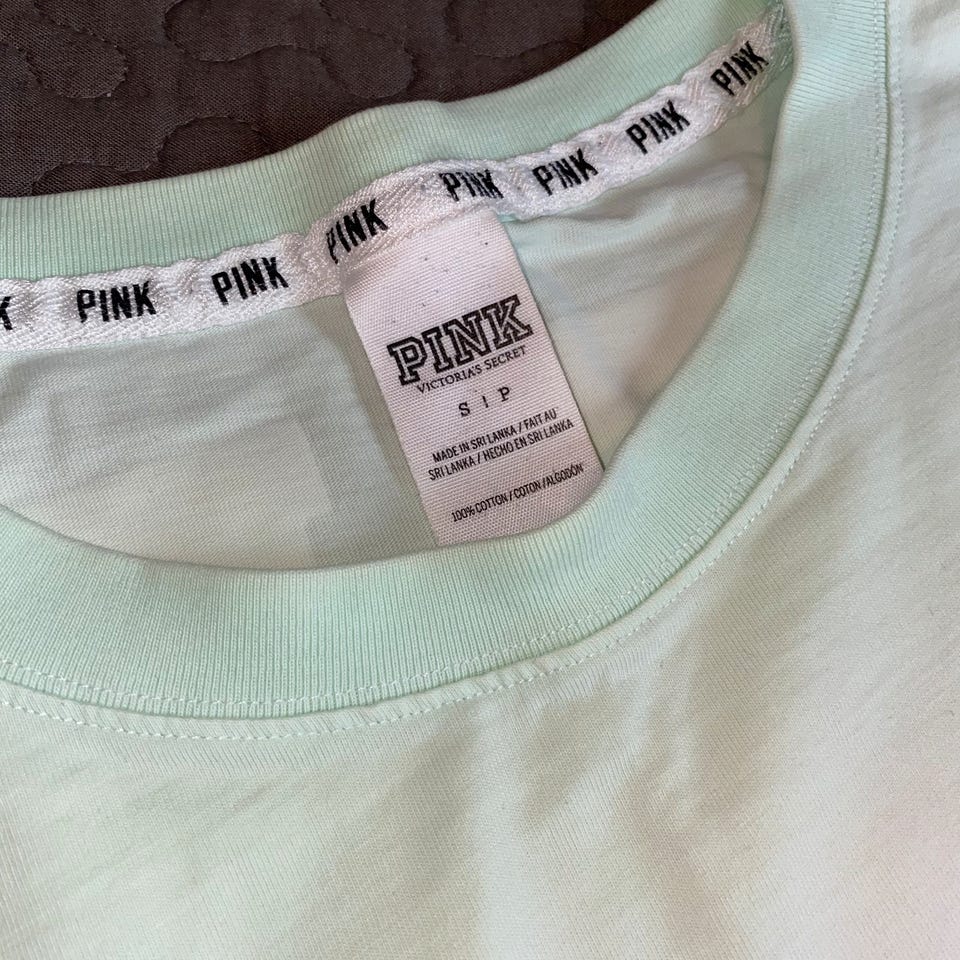 PINK PINK PINK PINK PINK PINK PINK
PINK
VICTORIA'S SECRET
S | P
MADE IN SRI LANKA / FAIT AU
SRI LANKA / HECHO EN SRI LANKA
100% COTTON / COTON / ALGODÓN